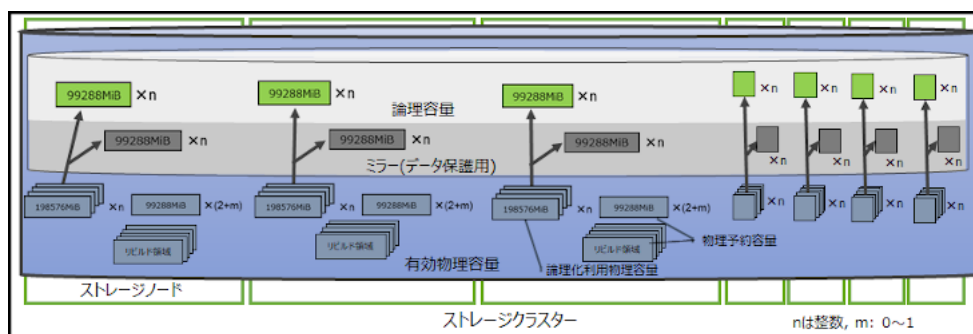 99288MiB ×n
99288MiB ×n
99288MiB ×n
×n ×n ×n ×n
論理容量
99288MiB ×n
99288MiB ×n
99288MiB ×n
×n ×n ×n ×n
ミラー(データ保護用)
198576MiB ×n 99288MiB ×(2+m)
198576MiB ×n 99288MiB ×(2+m)
198576MiB ×n 99288MiB ×(2+m)
×n ×n ×n ×n
リビルド領域
リビルド領域
リビルド領域
物理予約容量
有効物理容量
論理化利用物理容量
ストレージノード
ストレージクラスター
nは整数, m: 0~1